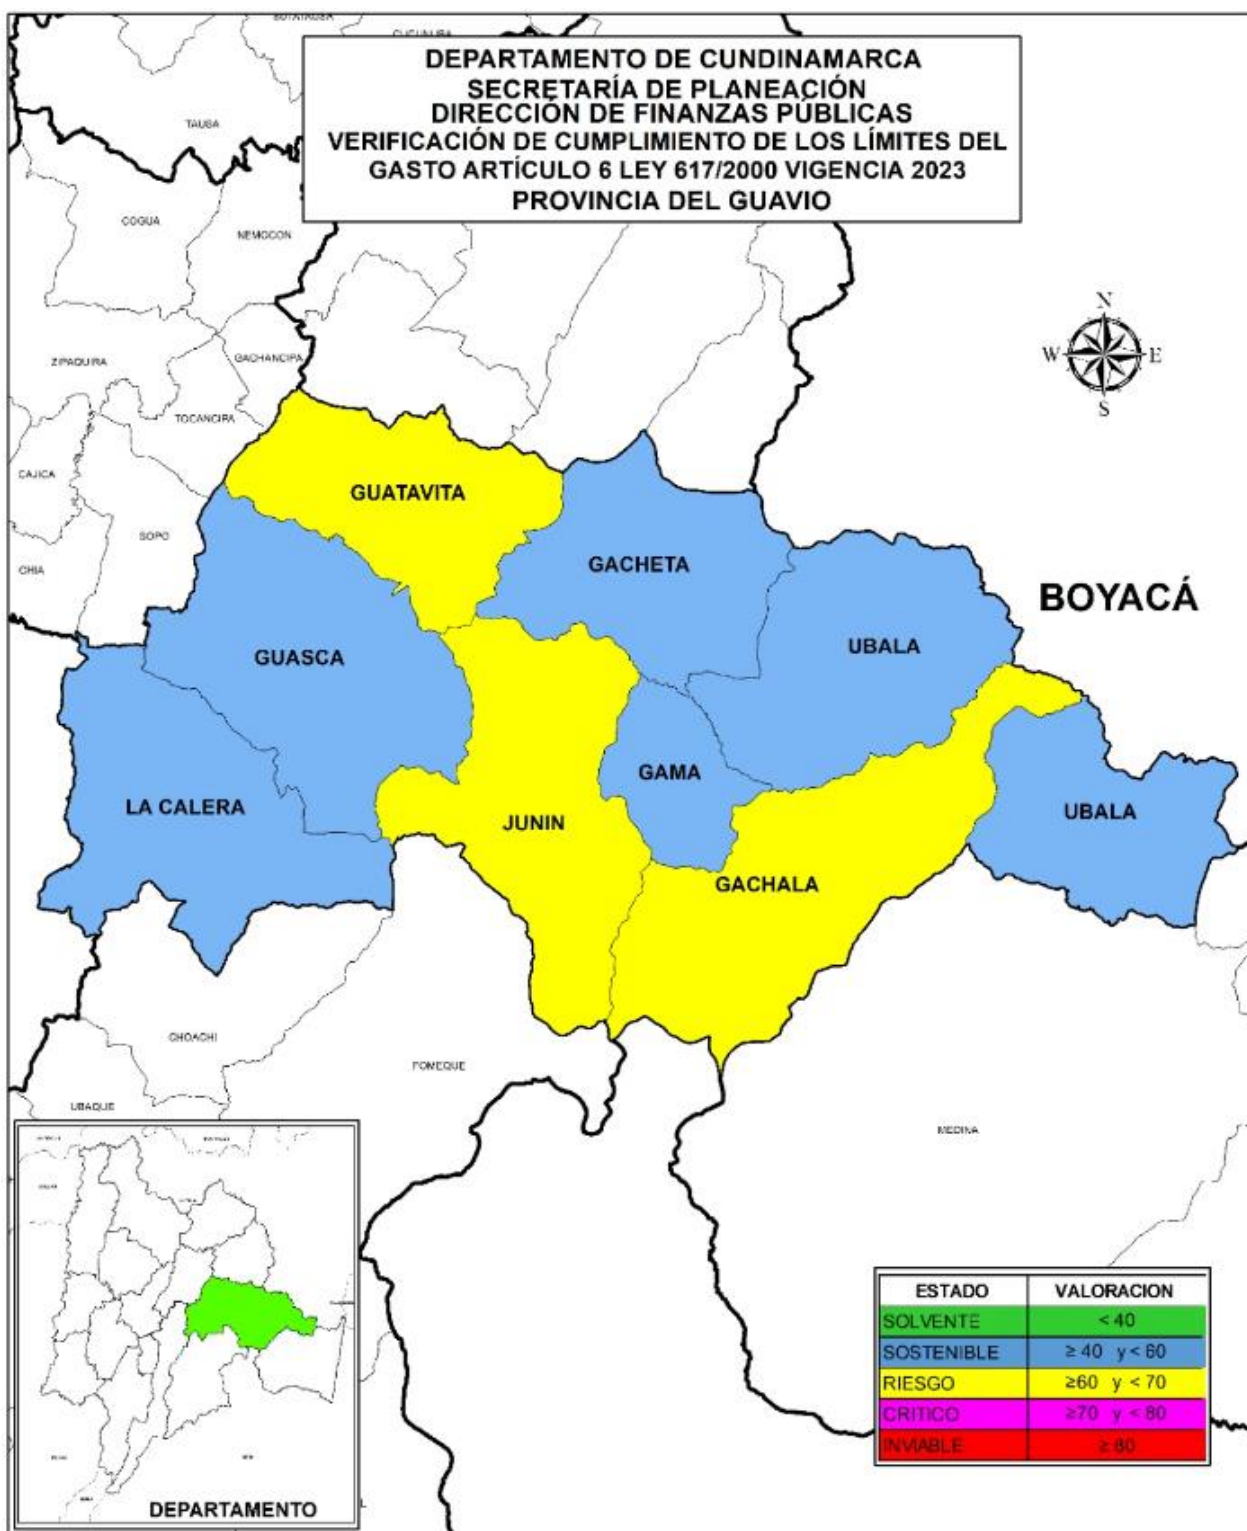 CUCUNUBA
DEPARTAMENTO DE CUNDINAMARCA
SECRETARÍA DE PLANEACIÓN
DIRECCIÓN DE FINANZAS PÚBLICAS
VERIFICACIÓN DE CUMPLIMIENTO DE LOS LÍMITES DEL
GASTO ARTÍCULO 6 LEY 617/2000 VIGENCIA 2023
PROVINCIA DEL GUAVIO
TAUSA
COGUA
NEMOCON
N
W E
S
ZIPAQUIRA
GACHANCIPA
TOCANCIPA
CAJICA
SOPO
CHIA
GUATAVITA
GACHETA
BOYACÁ
GUASCA
UBALA
GAMA
LA CALERA
JUNIN
UBALA
GACHALA
CHOACHI
FOMEQUE
UBAQUE
MEDINA
ESTADO VALORACION
SOLVENTE < 40
SOSTENIBLE ≥ 40 y < 60
RIESGO ≥60 y < 70
CRITICO ≥70 y < 80
INVIABLE ≥ 80
DEPARTAMENTO